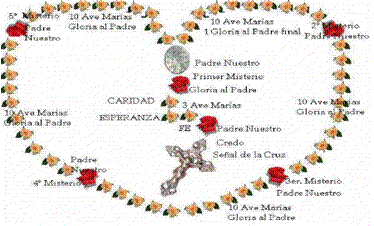 5º Misterio
Padre
Nuestro
10 Ave Marías
Gloria al Padre
10 Ave Marías
1 Gloria al Padre final
2º Misterio
Padre
Nuestro
Padre Nuestro
Primer Misterio
Gloria al Padre
CARIDAD
3 Ave Marías
ESPERANZA
FE
Padre Nuestro
Credo
Señal de la Cruz
10 Ave Marías
Gloria al Padre
10 Ave Marías
Gloria al Padre
Padre
Nuestro
4º Misterio
er. Misterio
Padre Nuestro
10 Ave Marías
Gloria al Padre